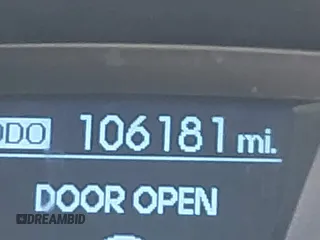 ODO 106181 mi.
DOOR OPEN
DREAMBID